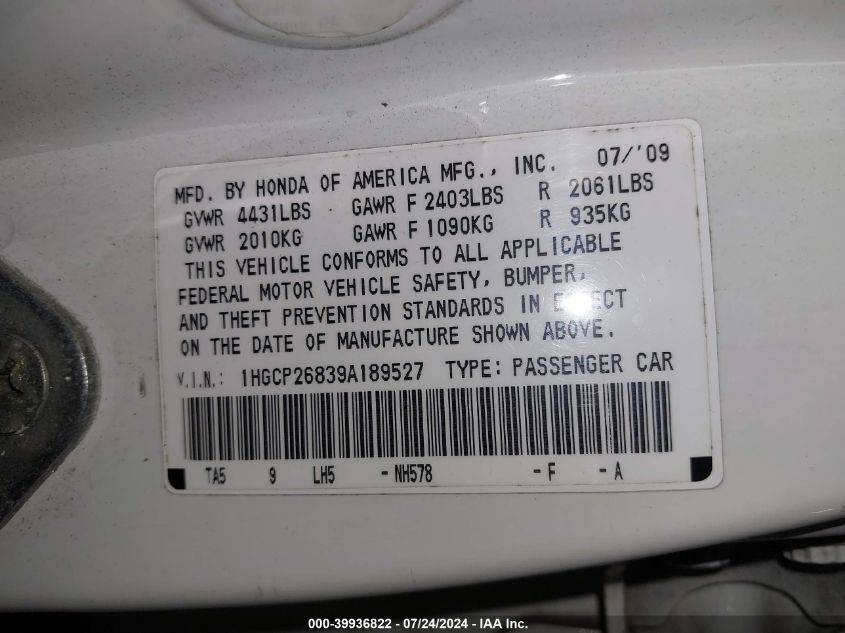 MFD. BY HONDA OF AMERICA MFG., INC. 07/'09
GVWR 4431LBS GAWR F 2403LBS R 2061LBS
GVWR 2010KG GAWR F 1090KG R 935KG
THIS VEHICLE CONFORMS TO ALL APPLICABLE
FEDERAL MOTOR VEHICLE SAFETY, BUMPER,
AND THEFT PREVENTION STANDARDS IN EFFECT
ON THE DATE OF MANUFACTURE SHOWN ABOVE.
V.I.N.: 1HGCP26839A189527 TYPE: PASSENGER CAR
TA5 9 LH5 -NH578 -F -A
000-39936822 - 07/24/2024 - IAA Inc.